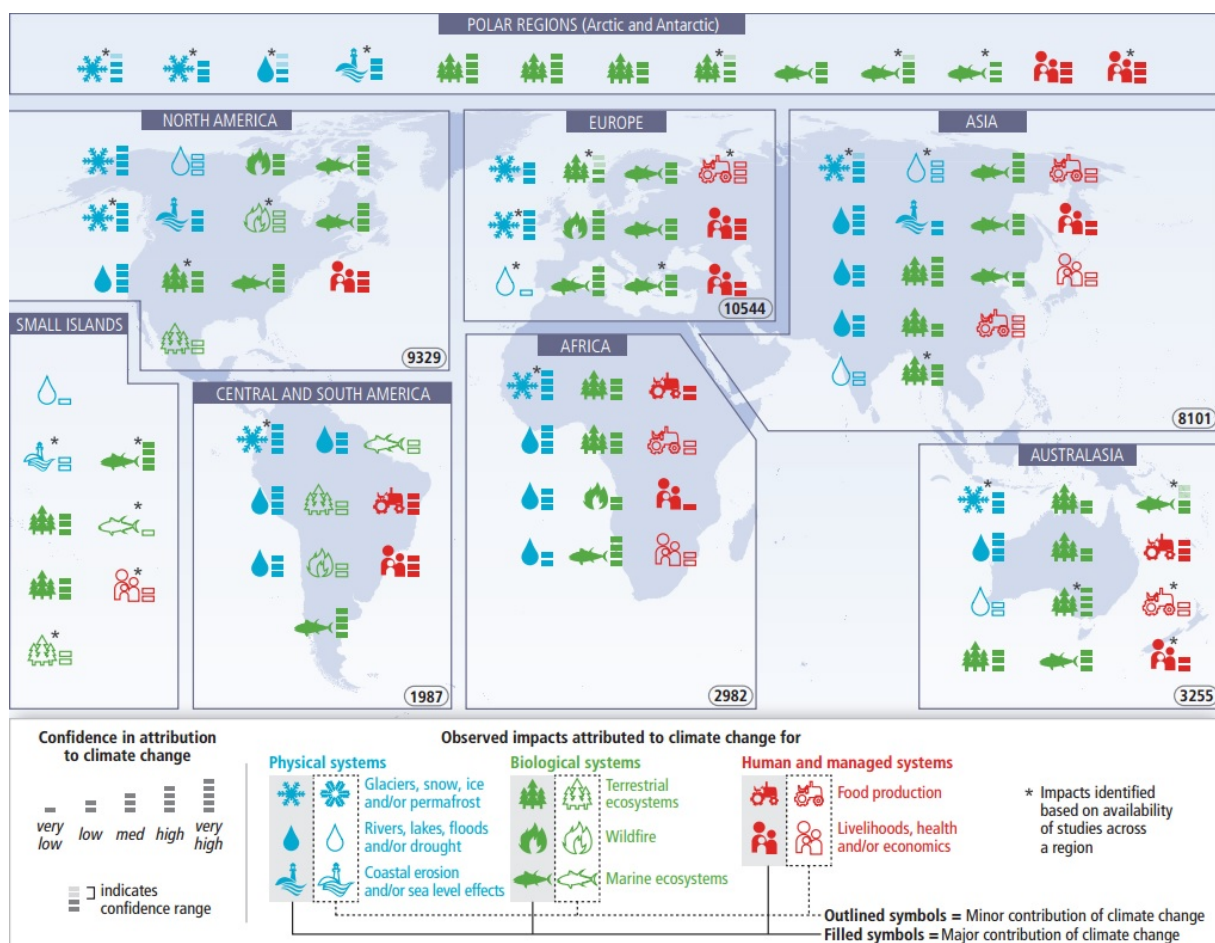 POLAR REGIONS (Arctic and Antarctic)
* * * * * * * *
NORTH AMERICA
* * *
9329
EUROPE
* * * * * *
10544
ASIA
* * * * *
8101
SMALL ISLANDS
* * * * *
CENTRAL AND SOUTH AMERICA
*
1987
AFRICA
*
2982
AUSTRALASIA
* * * * *
3255
Confidence in attribution
to climate change
very low
low
med
high
very high
indicates
confidence range
Observed impacts attributed to climate change for
Physical systems
Glaciers, snow, ice
and/or permafrost
Rivers, lakes, floods
and/or drought
Coastal erosion
and/or sea level effects
Biological systems
Terrestrial
ecosystems
Wildfire
Marine ecosystems
Human and managed systems
Food production
Livelihoods, health
and/or economics
* Impacts identified
based on availability
of studies across
a region
Outlined symbols = Minor contribution of climate change
Filled symbols = Major contribution of climate change